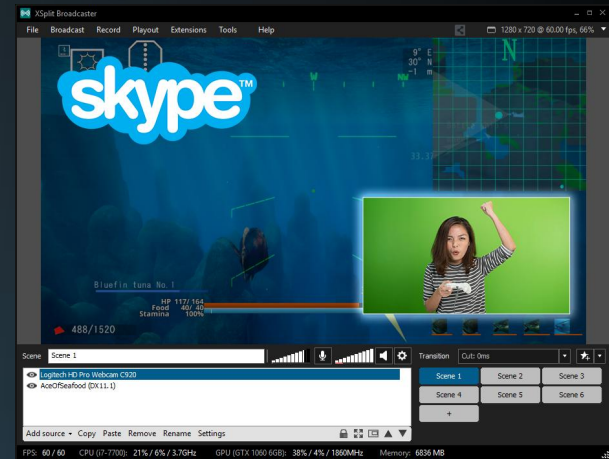 XSplit Broadcaster
File Broadcast Record Playout Extensions Tools Help 1280 x 720 @ 60.00 fps, 66%
skype™
9° E
30° N
-1 m
N
33.37
Bluefin tuna No.1
HP 117/164
Food 40/ 40
Stamina 100%
488/1520
Scene Scene 1 Transition Cut: 0ms
Logitech HD Pro Webcam C920
AceOfSeafood (DX11.1)
Scene 1 Scene 2 Scene 3
Scene 4 Scene 5 Scene 6
+
Add source Copy Paste Remove Rename Settings
FPS: 60 / 60 CPU (i7-7700): 21% / 6% / 3.7GHz GPU (GTX 1060 6GB): 38% / 4% / 1860MHz Memory: 6836 MB